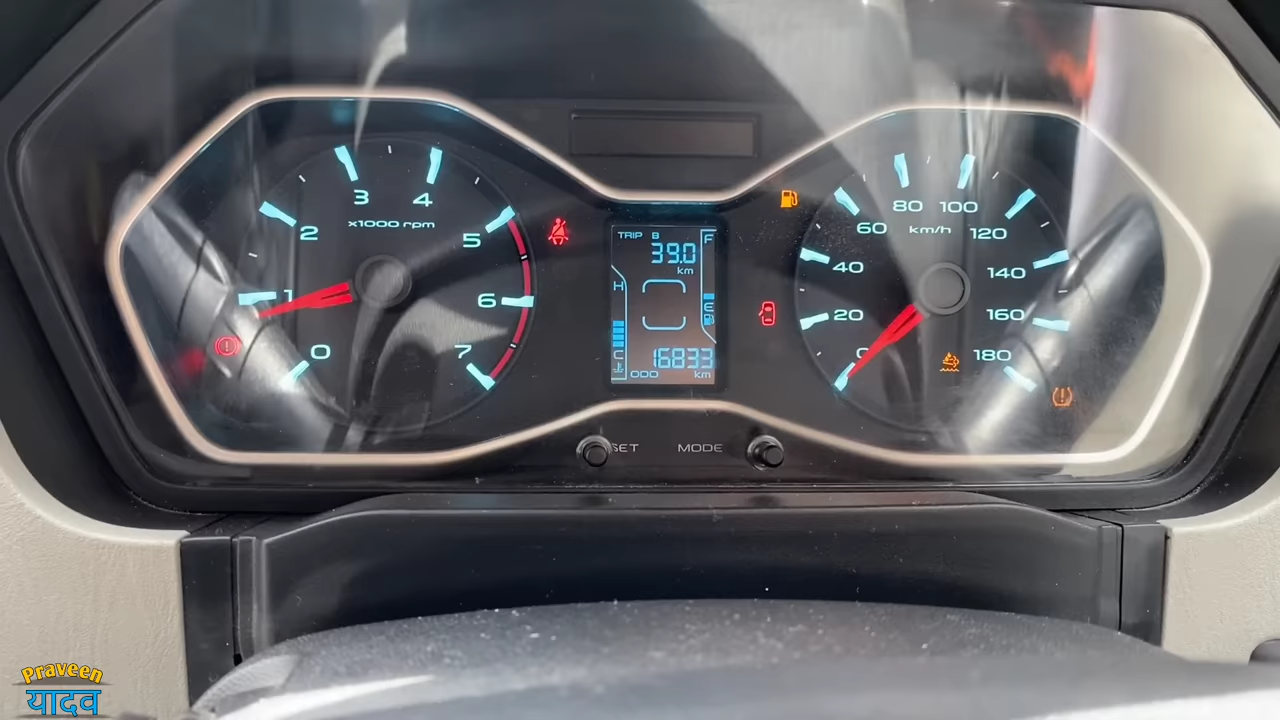 0
1
2
3
4
5
6
7
x1000 rpm
TRIP B
39.0
km
F
H
E
C
16833
000
km
0
20
40
60
80
100
120
140
160
180
km/h
SET
MODE
Praveen
यादव